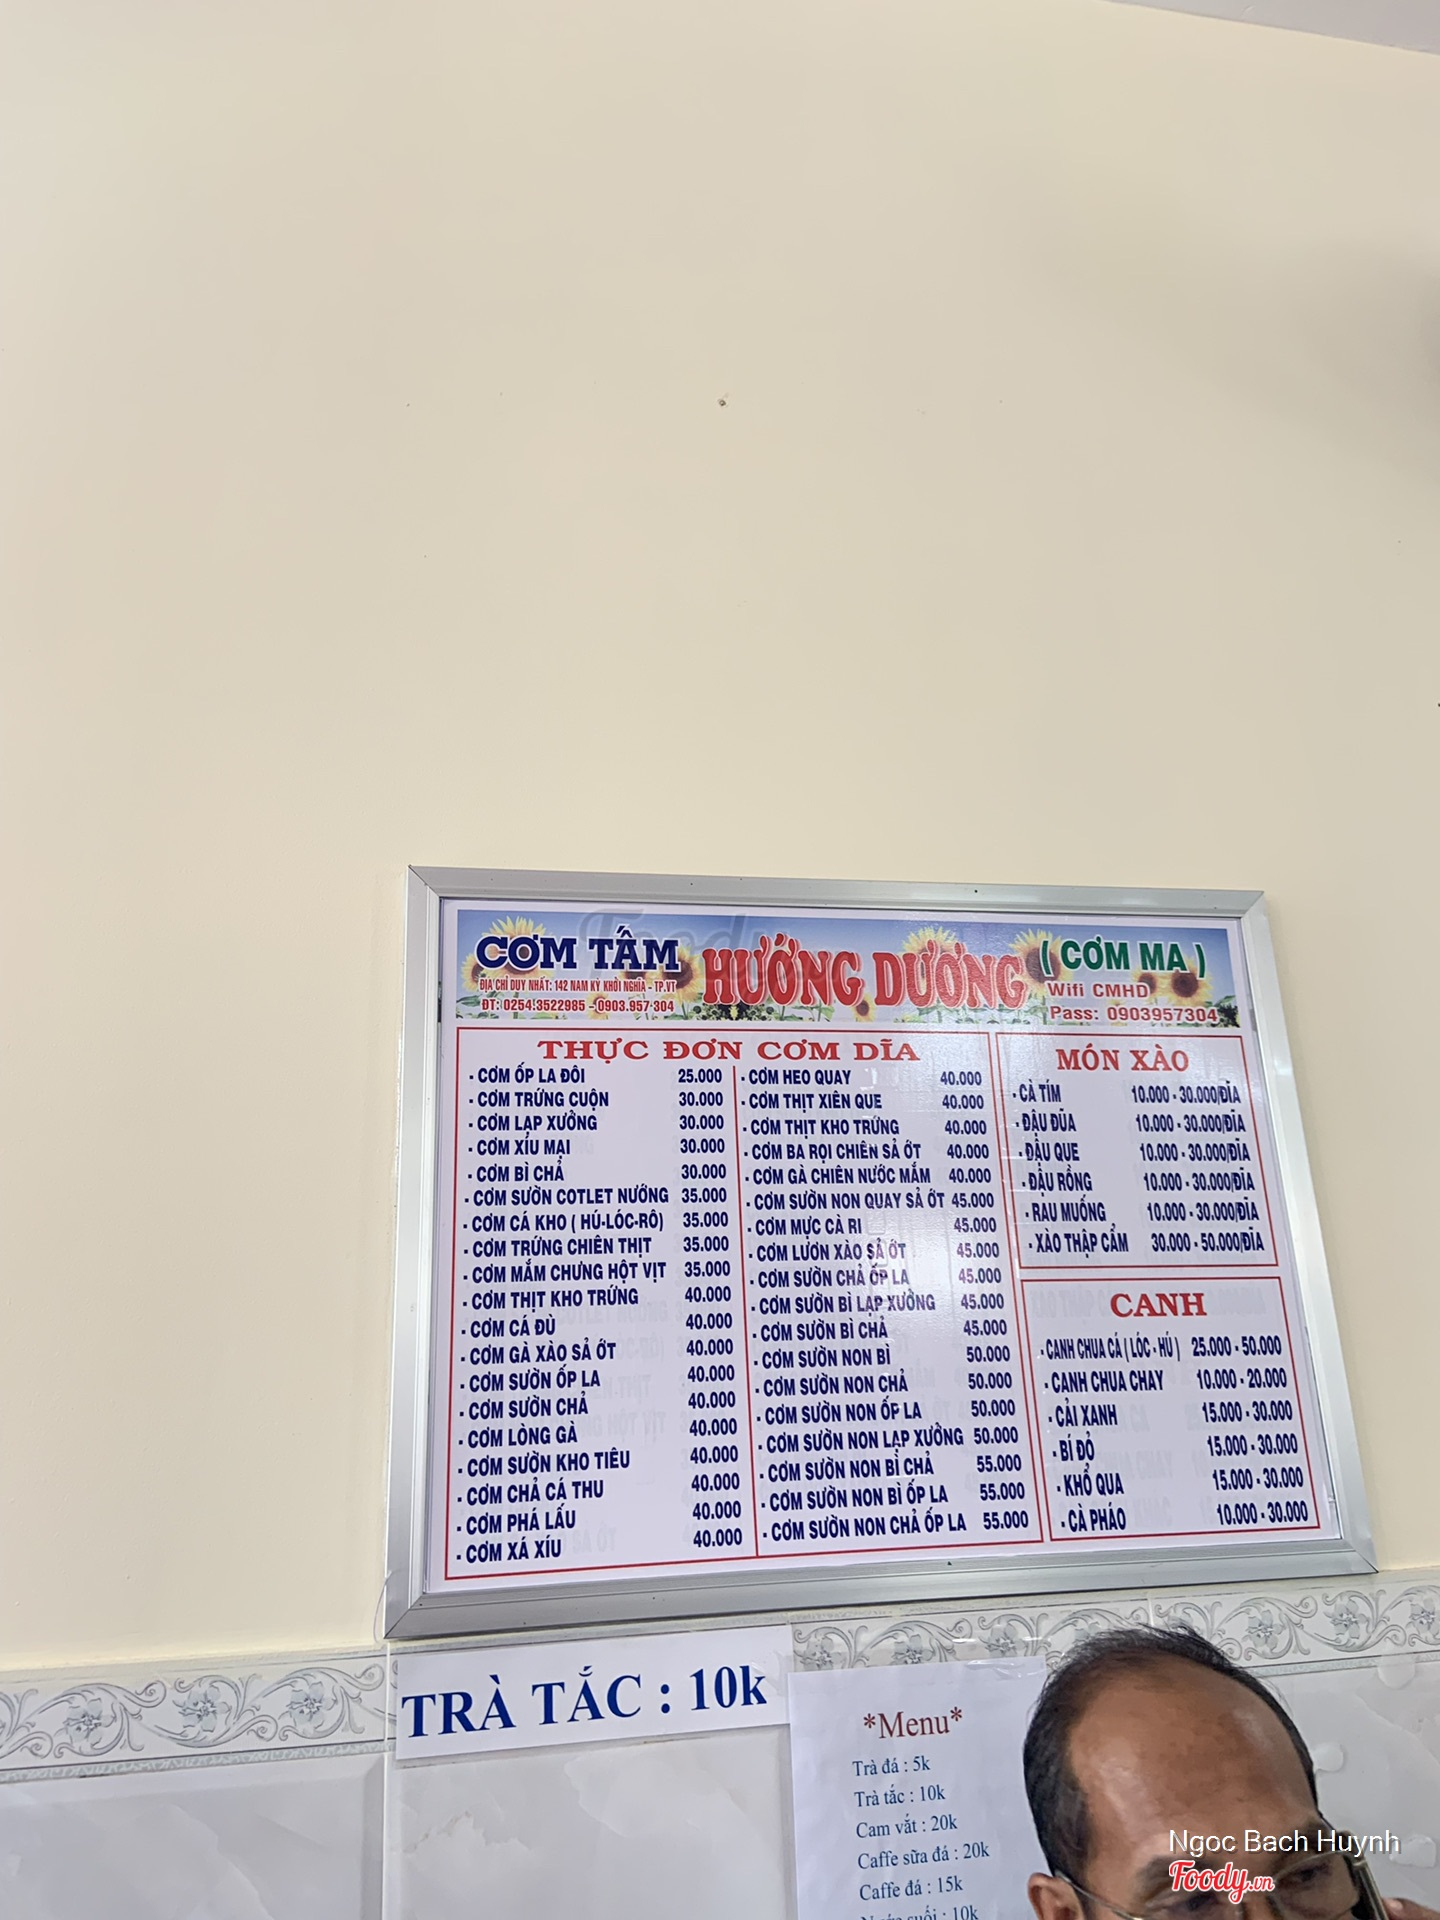 CƠM TẤM HƯỚNG DƯƠNG ( CƠM MA )
ĐỊA CHỈ DUY NHẤT: 142 NAM KỲ KHỞI NGHĨA - TP.VT
ĐT: 0254.3522985 - 0903.957.304
Wifi CMHD
Pass: 0903957304
THỰC ĐƠN CƠM DĨA
- CƠM ỐP LA ĐÔI 25.000
- CƠM TRỨNG CUỘN 30.000
- CƠM LẠP XƯỞNG 30.000
- CƠM XÍU MẠI 30.000
- CƠM BÌ CHẢ 30.000
- CƠM SƯỜN COTLET NƯỚNG 35.000
- CƠM CÁ KHO ( HÚ-LÓC-RÔ) 35.000
- CƠM TRỨNG CHIÊN THỊT 35.000
- CƠM MẮM CHƯNG HỘT VỊT 35.000
- CƠM THỊT KHO TRỨNG 40.000
- CƠM CÁ ĐÙ 40.000
- CƠM GÀ XÀO SẢ ỚT 40.000
- CƠM SƯỜN ỐP LA 40.000
- CƠM SƯỜN CHẢ 40.000
- CƠM LÒNG GÀ 40.000
- CƠM SƯỜN KHO TIÊU 40.000
- CƠM CHẢ CÁ THU 40.000
- CƠM PHÁ LẤU 40.000
- CƠM XÁ XÍU 40.000
- CƠM HEO QUAY 40.000
- CƠM THỊT XIÊN QUE 40.000
- CƠM THỊT KHO TRỨNG 40.000
- CƠM BA RỌI CHIÊN SẢ ỚT 40.000
- CƠM GÀ CHIÊN NƯỚC MẮM 40.000
- CƠM SƯỜN NON QUAY SẢ ỚT 45.000
- CƠM MỰC CÀ RI 45.000
- CƠM LƯƠN XÀO SẢ ỚT 45.000
- CƠM SƯỜN CHẢ ỐP LA 45.000
- CƠM SƯỜN BÌ LẠP XƯỞNG 45.000
- CƠM SƯỜN BÌ CHẢ 45.000
- CƠM SƯỜN NON BÌ 50.000
- CƠM SƯỜN NON CHẢ 50.000
- CƠM SƯỜN NON ỐP LA 50.000
- CƠM SƯỜN NON LẠP XƯỞNG 50.000
- CƠM SƯỜN NON BÌ CHẢ 55.000
- CƠM SƯỜN NON BÌ ỐP LA 55.000
- CƠM SƯỜN NON CHẢ ỐP LA 55.000
MÓN XÀO
- CÀ TÍM 10.000 - 30.000/ĐĨA
- ĐẬU ĐŨA 10.000 - 30.000/ĐĨA
- ĐẬU QUE 10.000 - 30.000/ĐĨA
- ĐẬU RỒNG 10.000 - 30.000/ĐĨA
- RAU MUỐNG 10.000 - 30.000/ĐĨA
- XÀO THẬP CẨM 30.000 - 50.000/ĐĨA
CANH
- CANH CHUA CÁ ( LÓC - HÚ ) 25.000 - 50.000
- CANH CHUA CHAY 10.000 - 20.000
- CẢI XANH 15.000 - 30.000
- BÍ ĐỎ 15.000 - 30.000
- KHỔ QUA 15.000 - 30.000
- CÀ PHÁO 10.000 - 30.000
TRÀ TẮC : 10k
*Menu*
Trà đá : 5k
Trà tắc : 10k
Cam vắt : 20k
Caffe sữa đá : 20k
Caffe đá : 15k
Nước suối : 10k
Ngoc Bach Huynh
Foody.vn